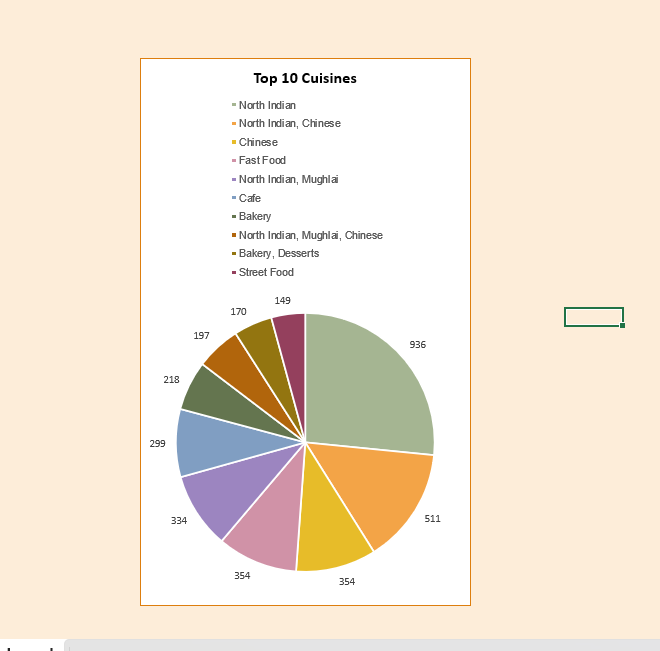 Top 10 Cuisines
North Indian
North Indian, Chinese
Chinese
Fast Food
North Indian, Mughlai
Cafe
Bakery
North Indian, Mughlai, Chinese
Bakery, Desserts
Street Food
149
170
197
936
218
299
334
511
354
354